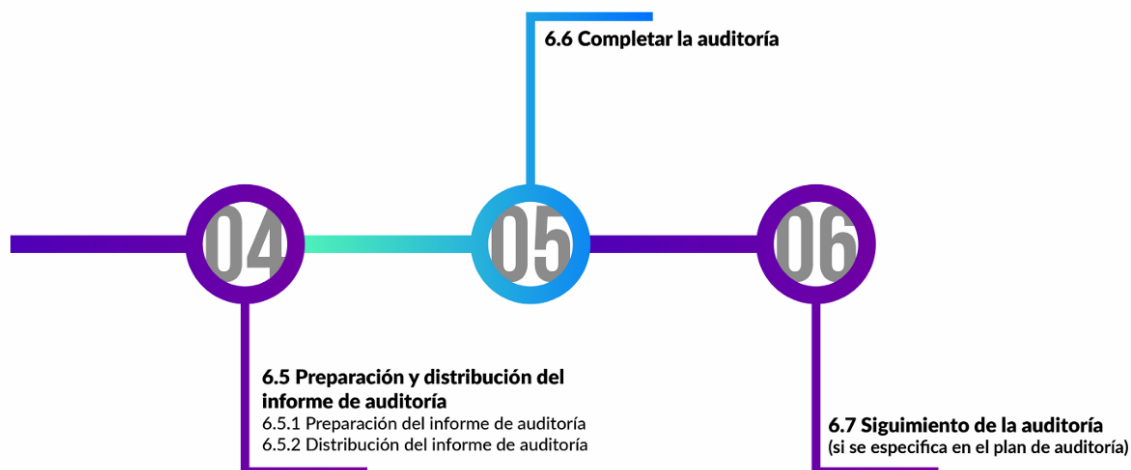 6.6 Completar la auditoría
04
05
06
6.5 Preparación y distribución del
informe de auditoría
6.5.1 Preparación del informe de auditoría
6.5.2 Distribución del informe de auditoría
6.7 Siguimiento de la auditoría
(si se especifica en el plan de auditoría)